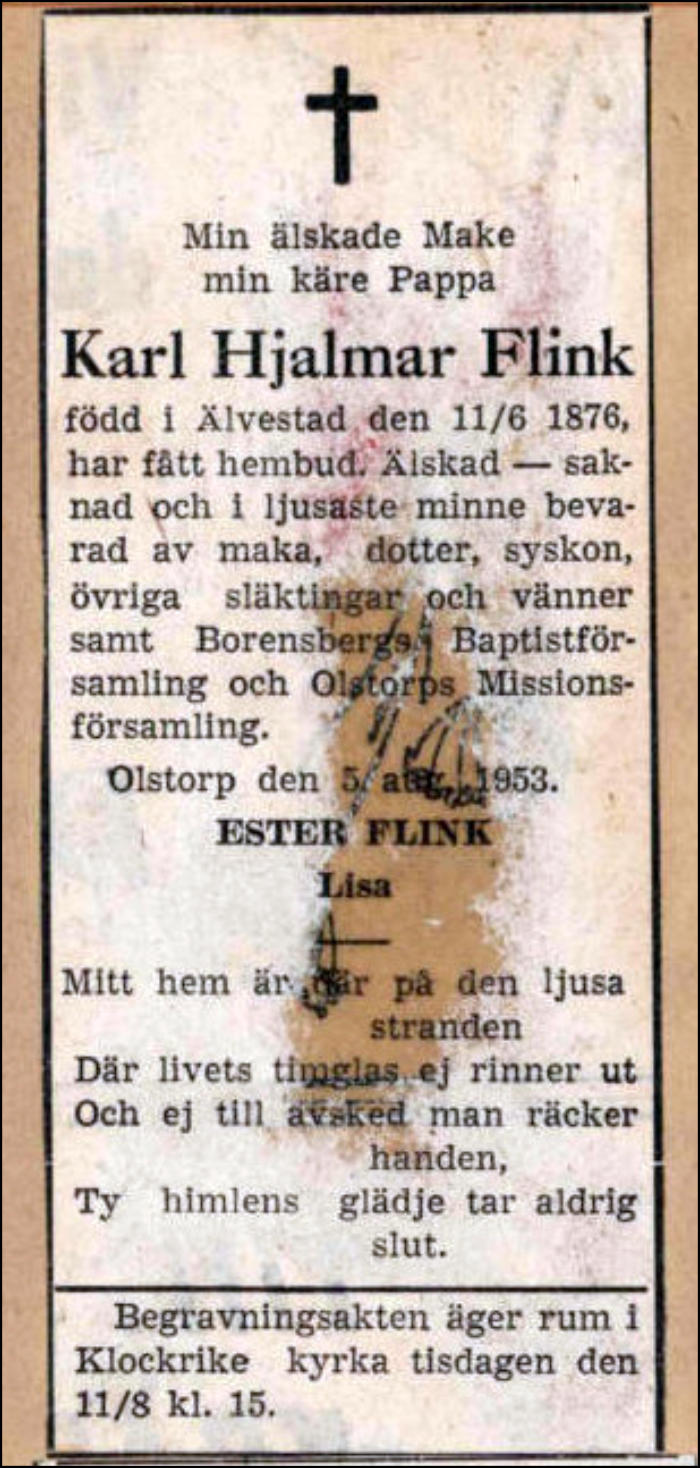 Min älskade Make
min käre Pappa
Karl Hjalmar Flink
född i Älvestad den 11/6 1876,
har fått hembud. Älskad — sak-
nad och i ljusaste minne beva-
rad av maka, dotter, syskon,
övriga släktingar och vänner
samt Borensbergs Baptistför-
samling och Olstorps Missions-
församling.
Olstorp den 5 aug. 1953.
ESTER FLINK
Lisa
Mitt hem är där på den ljusa
stranden
Där livets timglas ej rinner ut
Och ej till avsked man räcker
handen,
Ty himlens glädje tar aldrig
slut.
Begravningsakten äger rum i
Klockrike kyrka tisdagen den
11/8 kl. 15.